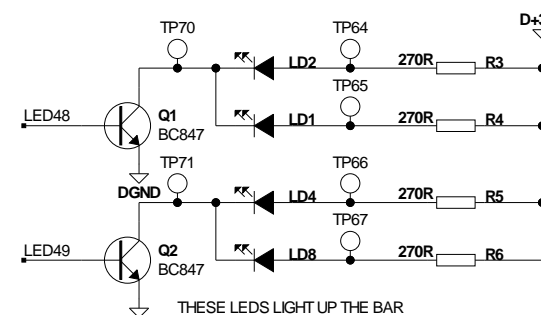 TP70 TP64 D+3
LD2 270R R3
TP65
LED48 Q1 LD1 270R R4
BC847
TP71 TP66
DGND LD4 270R R5
TP67
LED49 Q2 LD8 270R R6
BC847
THESE LEDS LIGHT UP THE BAR